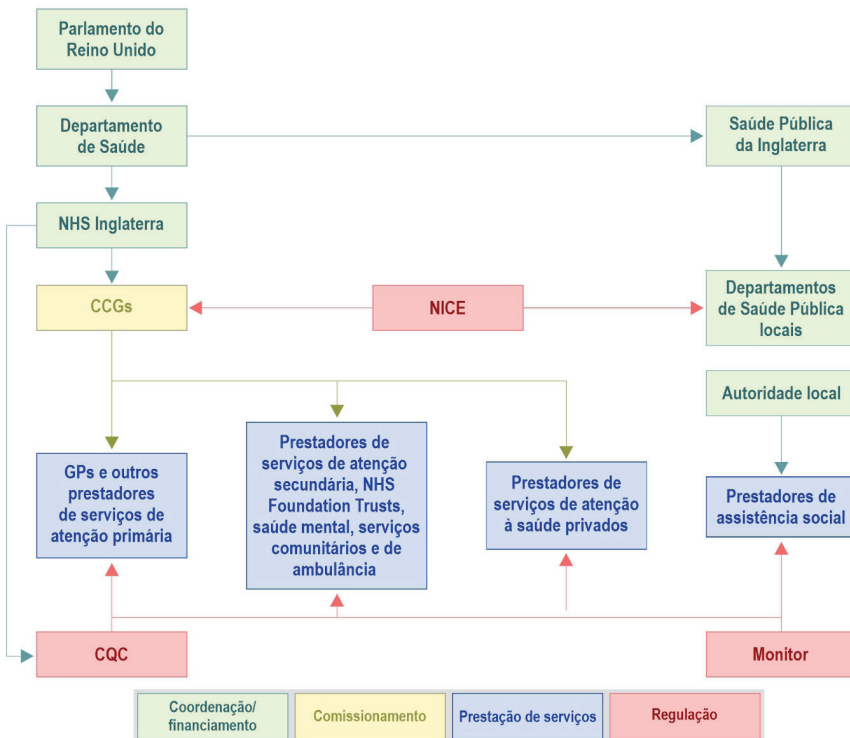 Parlamento do
Reino Unido
Departamento
de Saúde
Saúde Pública
da Inglaterra
NHS Inglaterra
CCGs
NICE
Departamentos
de Saúde Pública
locais
Autoridade local
GPs e outros
prestadores
de serviços de
atenção primária
Prestadores de
serviços de atenção
secundária, NHS
Foundation Trusts,
saúde mental, serviços
comunitários e de
ambulância
Prestadores de
serviços de atenção
à saúde privados
Prestadores de
assistência social
CQC
Monitor
Coordenação/
financiamento
Comissionamento
Prestação de serviços
Regulação